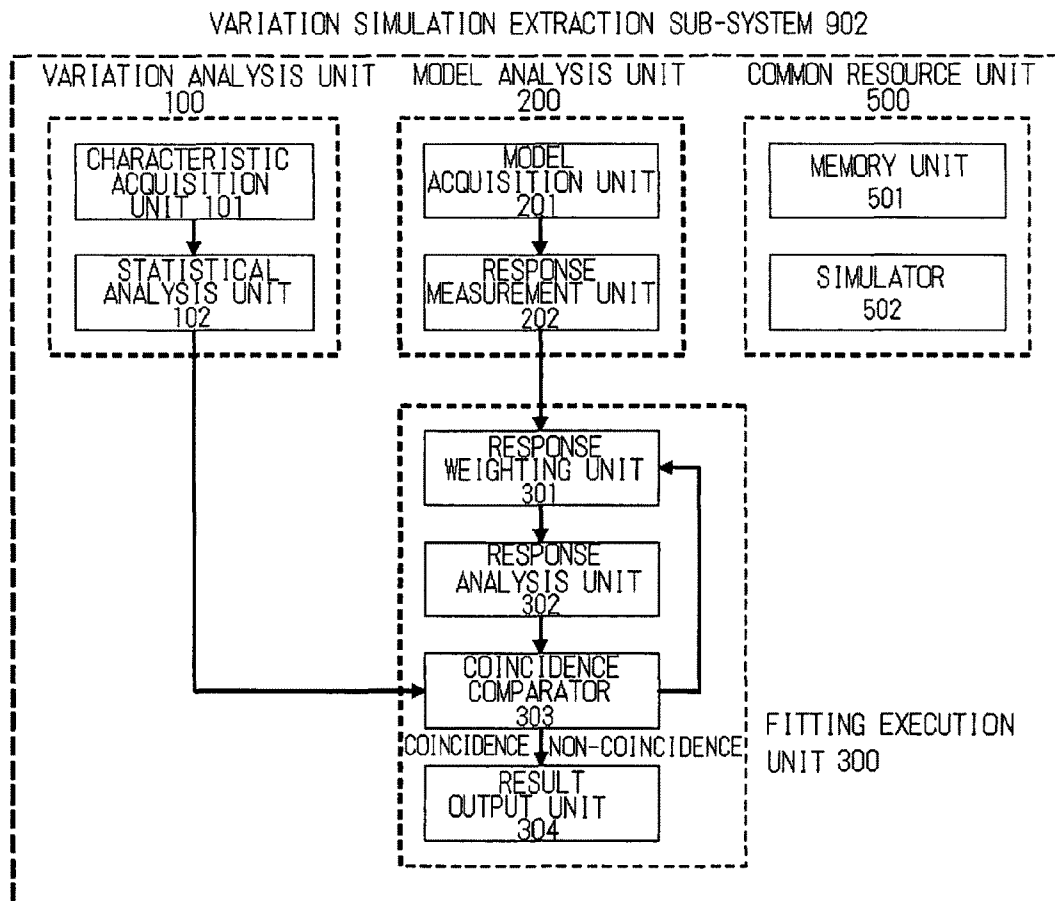 VARIATION SIMULATION EXTRACTION SUB-SYSTEM 902
VARIATION ANALYSIS UNIT
100
CHARACTERISTIC
ACQUISITION
UNIT 101
STATISTICAL
ANALYSIS UNIT
102
MODEL ANALYSIS UNIT
200
MODEL
ACQUISITION UNIT
201
RESPONSE
MEASUREMENT UNIT
202
COMMON RESOURCE UNIT
500
MEMORY UNIT
501
SIMULATOR
502
RESPONSE
WEIGHTING UNIT
301
RESPONSE
ANALYSIS UNIT
302
COINCIDENCE
COMPARATOR
303
COINCIDENCE NON-COINCIDENCE
RESULT
OUTPUT UNIT
304
FITTING EXECUTION
UNIT 300